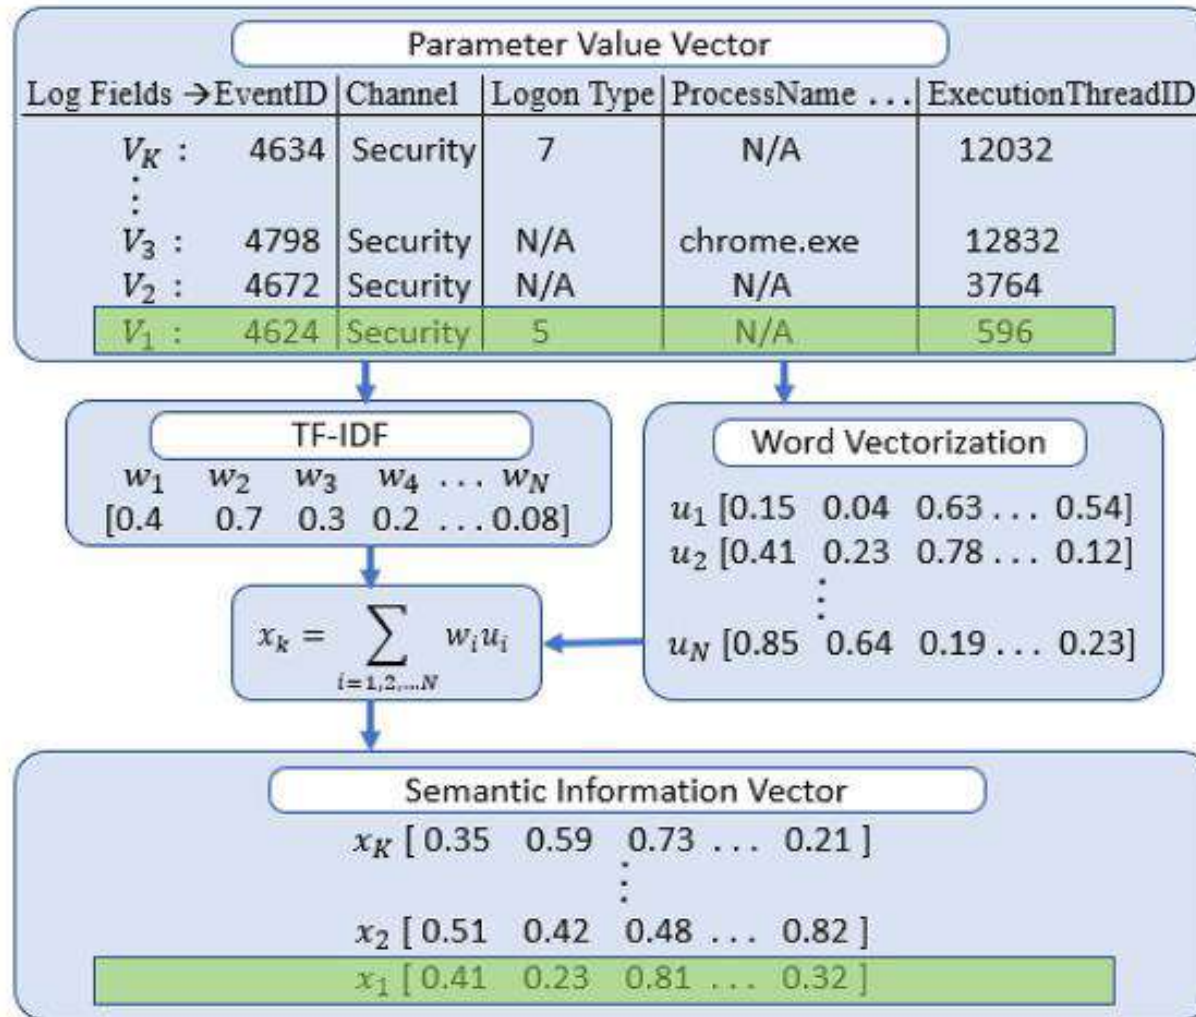 Parameter Value Vector
Log Fields →EventID Channel Logon Type ProcessName ... ExecutionThreadID
V_K : 4634 Security 7 N/A 12032
⋮
V_3 : 4798 Security N/A chrome.exe 12832
V_2 : 4672 Security N/A N/A 3764
V_1 : 4624 Security 5 N/A 596
TF-IDF
w_1 w_2 w_3 w_4 ... w_N
[0.4 0.7 0.3 0.2 ... 0.08]
Word Vectorization
u_1 [0.15 0.04 0.63 ... 0.54]
u_2 [0.41 0.23 0.78 ... 0.12]
⋮
u_N [0.85 0.64 0.19 ... 0.23]
x_k = ∑ w_i u_i
i=1,2,...N
Semantic Information Vector
x_K [ 0.35 0.59 0.73 ... 0.21 ]
⋮
x_2 [ 0.51 0.42 0.48 ... 0.82 ]
x_1 [ 0.41 0.23 0.81 ... 0.32 ]